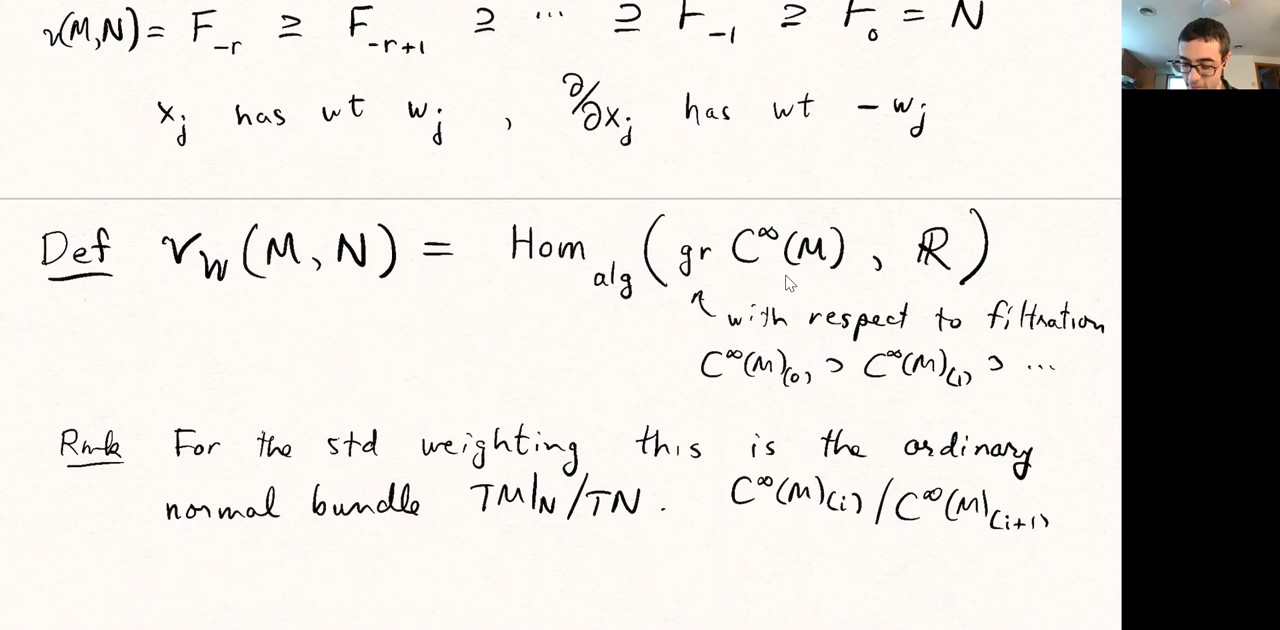 ν(M,N) = F_{-r} ⊇ F_{-r+1} ⊇ ... ⊇ F_{-1} ⊇ F_0 = N
x_j has wt w_j , ∂/∂x_j has wt -w_j
Def ν_W(M, N) = Hom_{alg}(gr C^∞(M), ℝ)
↖ with respect to filtration
C^∞(M)_{(0)} ⊃ C^∞(M)_{(1)} ⊃ ...
Rmk For the std weighting this is the ordinary
normal bundle TM|_N/TN. C^∞(M)_{(i)}/C^∞(M)_{(i+1)}